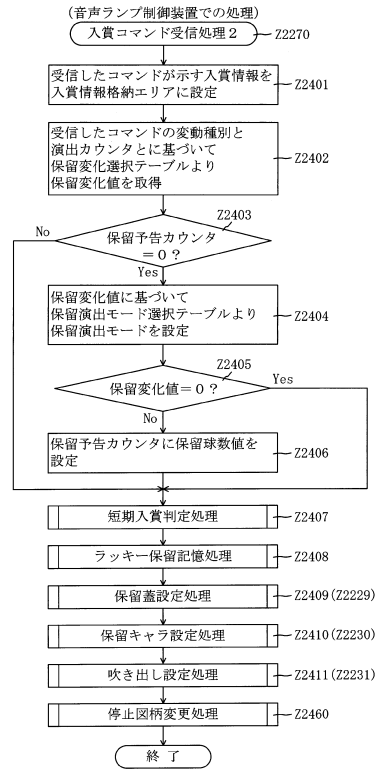 (音声ランプ制御装置での処理)
入賞コマンド受信処理2
Z2270
受信したコマンドが示す入賞情報を
入賞情報格納エリアに設定
Z2401
受信したコマンドの変動種別と
演出カウンタとに基づいて
保留変化選択テーブルより
保留変化値を取得
Z2402
Z2403
No
保留予告カウンタ
=0?
Yes
保留変化値に基づいて
保留演出モード選択テーブルより
保留演出モードを設定
Z2404
Z2405
保留変化値=0?
Yes
No
保留予告カウンタに保留球数値を
設定
Z2406
短期入賞判定処理
Z2407
ラッキー保留記憶処理
Z2408
保留蓋設定処理
Z2409(Z2229)
保留キャラ設定処理
Z2410(Z2230)
吹き出し設定処理
Z2411(Z2231)
停止図柄変更処理
Z2460
終了